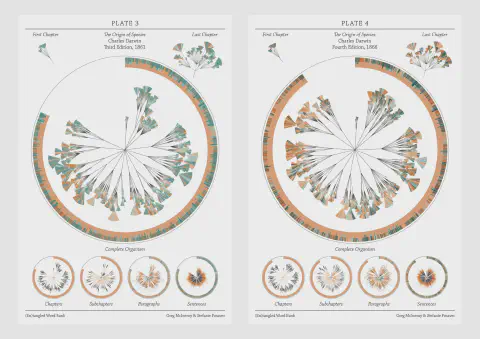 PLATE 3
First Chapter
The Origin of Species
Charles Darwin
Third Edition, 1861
Last Chapter
Complete Organism
Chapters
Subchapters
Paragraphs
Sentences
(En)tangled Word Bank
Greg McInerny & Stefanie Posavec
PLATE 4
First Chapter
The Origin of Species
Charles Darwin
Fourth Edition, 1866
Last Chapter
Complete Organism
Chapters
Subchapters
Paragraphs
Sentences
(En)tangled Word Bank
Greg McInerny & Stefanie Posavec